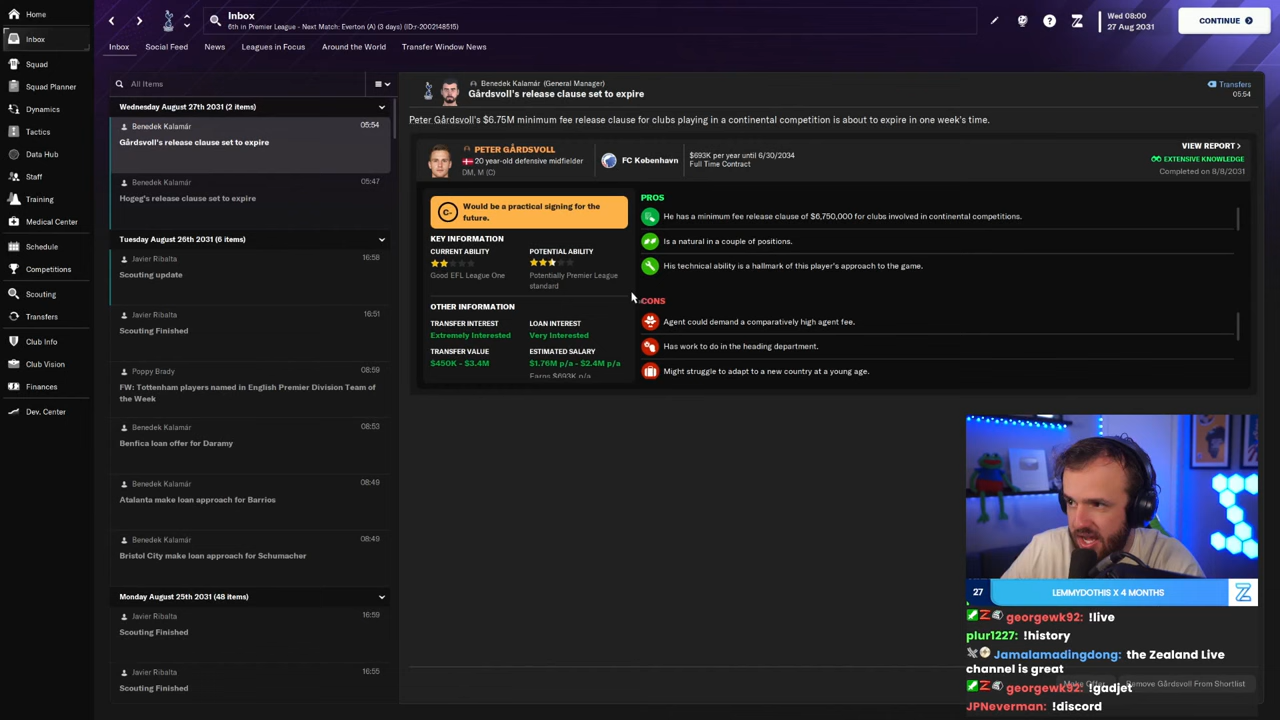 Home
Inbox
Squad
Squad Planner
Dynamics
Tactics
Data Hub
Staff
Training
Medical Center
Schedule
Competitions
Scouting
Transfers
Club Info
Club Vision
Finances
Dev. Center
Inbox
6th in Premier League - Next Match: Everton (A) (3 days) (ID:r-2002148515)
Wed 08:00
27 Aug 2031
CONTINUE
Inbox
Social Feed
News
Leagues in Focus
Around the World
Transfer Window News
All Items
Wednesday August 27th 2031 (2 items)
Benedek Kalamár
05:54
Gårdsvoll's release clause set to expire
Benedek Kalamár
05:47
Hogeg's release clause set to expire
Tuesday August 26th 2031 (6 items)
Javier Ribalta
16:58
Scouting update
Javier Ribalta
16:51
Scouting Finished
Poppy Brady
08:59
FW: Tottenham players named in English Premier Division Team of
the Week
Benedek Kalamár
08:53
Benfica loan offer for Daramy
Benedek Kalamár
08:49
Atalanta make loan approach for Barrios
Benedek Kalamár
08:49
Bristol City make loan approach for Schumacher
Monday August 25th 2031 (48 items)
Javier Ribalta
16:59
Scouting Finished
Javier Ribalta
16:55
Scouting Finished
Benedek Kalamár (General Manager)
Gårdsvoll's release clause set to expire
Transfers
05:54
Peter Gårdsvoll's $6.75M minimum fee release clause for clubs playing in a continental competition is about to expire in one week's time.
PETER GÅRDSVOLL
20 year-old defensive midfielder
DM, M (C)
FC København
$693K per year until 6/30/2034
Full Time Contract
VIEW REPORT
EXTENSIVE KNOWLEDGE
Completed on 8/8/2031
C-
Would be a practical signing for the
future.
KEY INFORMATION
CURRENT ABILITY
POTENTIAL ABILITY
Good EFL League One
Potentially Premier League
standard
OTHER INFORMATION
TRANSFER INTEREST
LOAN INTEREST
Extremely Interested
Very Interested
TRANSFER VALUE
ESTIMATED SALARY
$450K - $3.4M
$1.76M p/a - $2.4M p/a
Earns $693K p/a
PROS
He has a minimum fee release clause of $6,750,000 for clubs involved in continental competitions.
Is a natural in a couple of positions.
His technical ability is a hallmark of this player's approach to the game.
CONS
Agent could demand a comparatively high agent fee.
Has work to do in the heading department.
Might struggle to adapt to a new country at a young age.
27
LEMMYDOTHIS X 4 MONTHS
georgewk92: !live
plur1227: !history
Jamalamadingdong: the Zealand Live
channel is great
georgewk92: !gadjet
JPNeverman: !discord
Make Offer
Remove Gårdsvoll From Shortlist